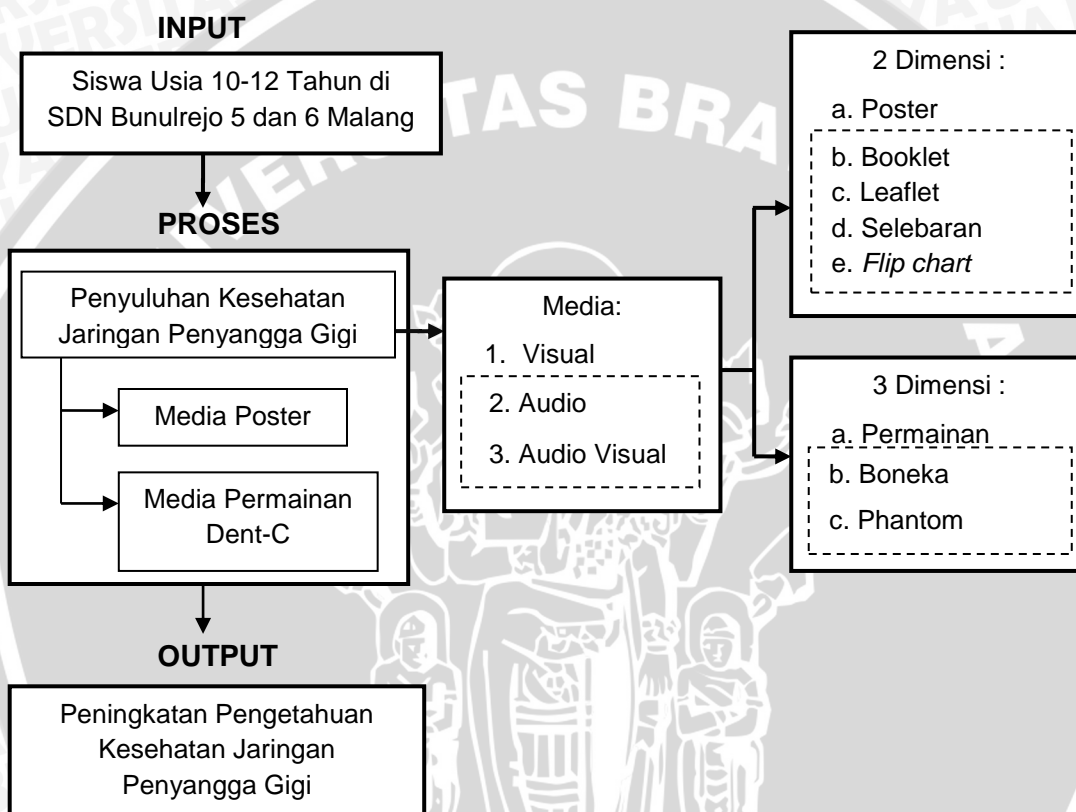 INPUT
Siswa Usia 10-12 Tahun di
SDN Bunulrejo 5 dan 6 Malang
PROSES
Penyuluhan Kesehatan
Jaringan Penyangga Gigi
Media Poster
Media Permainan
Dent-C
OUTPUT
Peningkatan Pengetahuan
Kesehatan Jaringan
Penyangga Gigi
Media:
1. Visual
2. Audio
3. Audio Visual
2 Dimensi :
a. Poster
b. Booklet
c. Leaflet
d. Selebaran
e. Flip chart
3 Dimensi :
a. Permainan
b. Boneka
c. Phantom